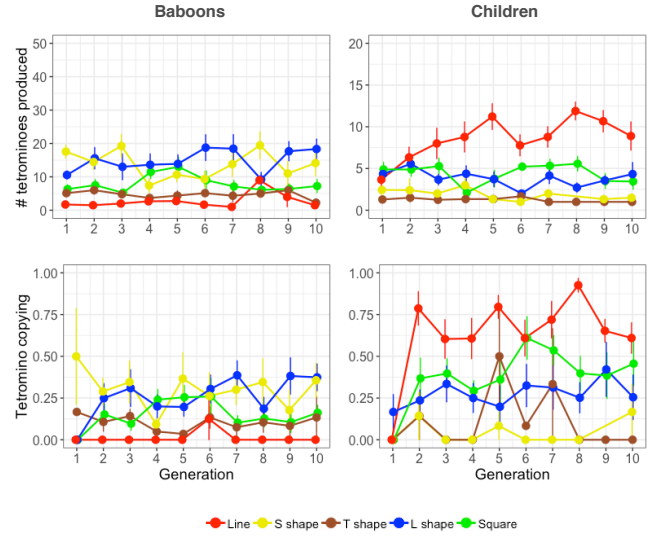 Baboons Children
# tetrominoes produced
50
40
30
20
10
0
1 2 3 4 5 6 7 8 9 10
20
15
10
5
0
1 2 3 4 5 6 7 8 9 10
Tetromino copying
1.00
0.75
0.50
0.25
0.00
1 2 3 4 5 6 7 8 9 10
Generation
1.00
0.75
0.50
0.25
0.00
1 2 3 4 5 6 7 8 9 10
Generation
Line S shape T shape L shape Square